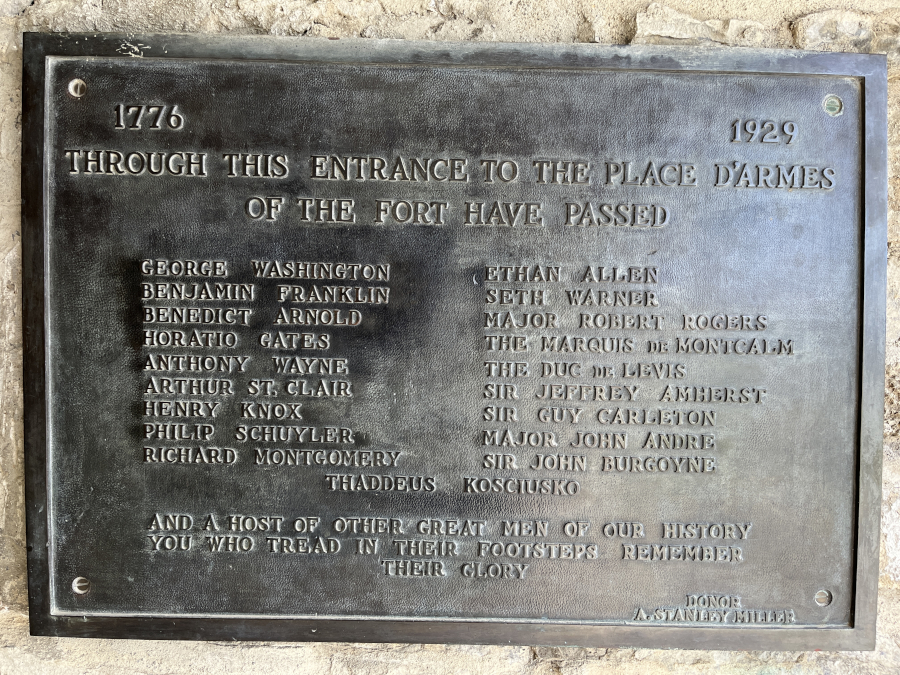 1776
1929
THROUGH THIS ENTRANCE TO THE PLACE D'ARMES
OF THE FORT HAVE PASSED
GEORGE WASHINGTON
BENJAMIN FRANKLIN
BENEDICT ARNOLD
HORATIO GATES
ANTHONY WAYNE
ARTHUR ST. CLAIR
HENRY KNOX
PHILIP SCHUYLER
RICHARD MONTGOMERY
ETHAN ALLEN
SETH WARNER
MAJOR ROBERT ROGERS
THE MARQUIS DE MONTCALM
THE DUC DE LEVIS
SIR JEFFREY AMHERST
SIR GUY CARLETON
MAJOR JOHN ANDRE
SIR JOHN BURGOYNE
THADDEUS KOSCIUSKO
AND A HOST OF OTHER GREAT MEN OF OUR HISTORY
YOU WHO TREAD IN THEIR FOOTSTEPS REMEMBER
THEIR GLORY
DONOR
A. STANLEY MILLER